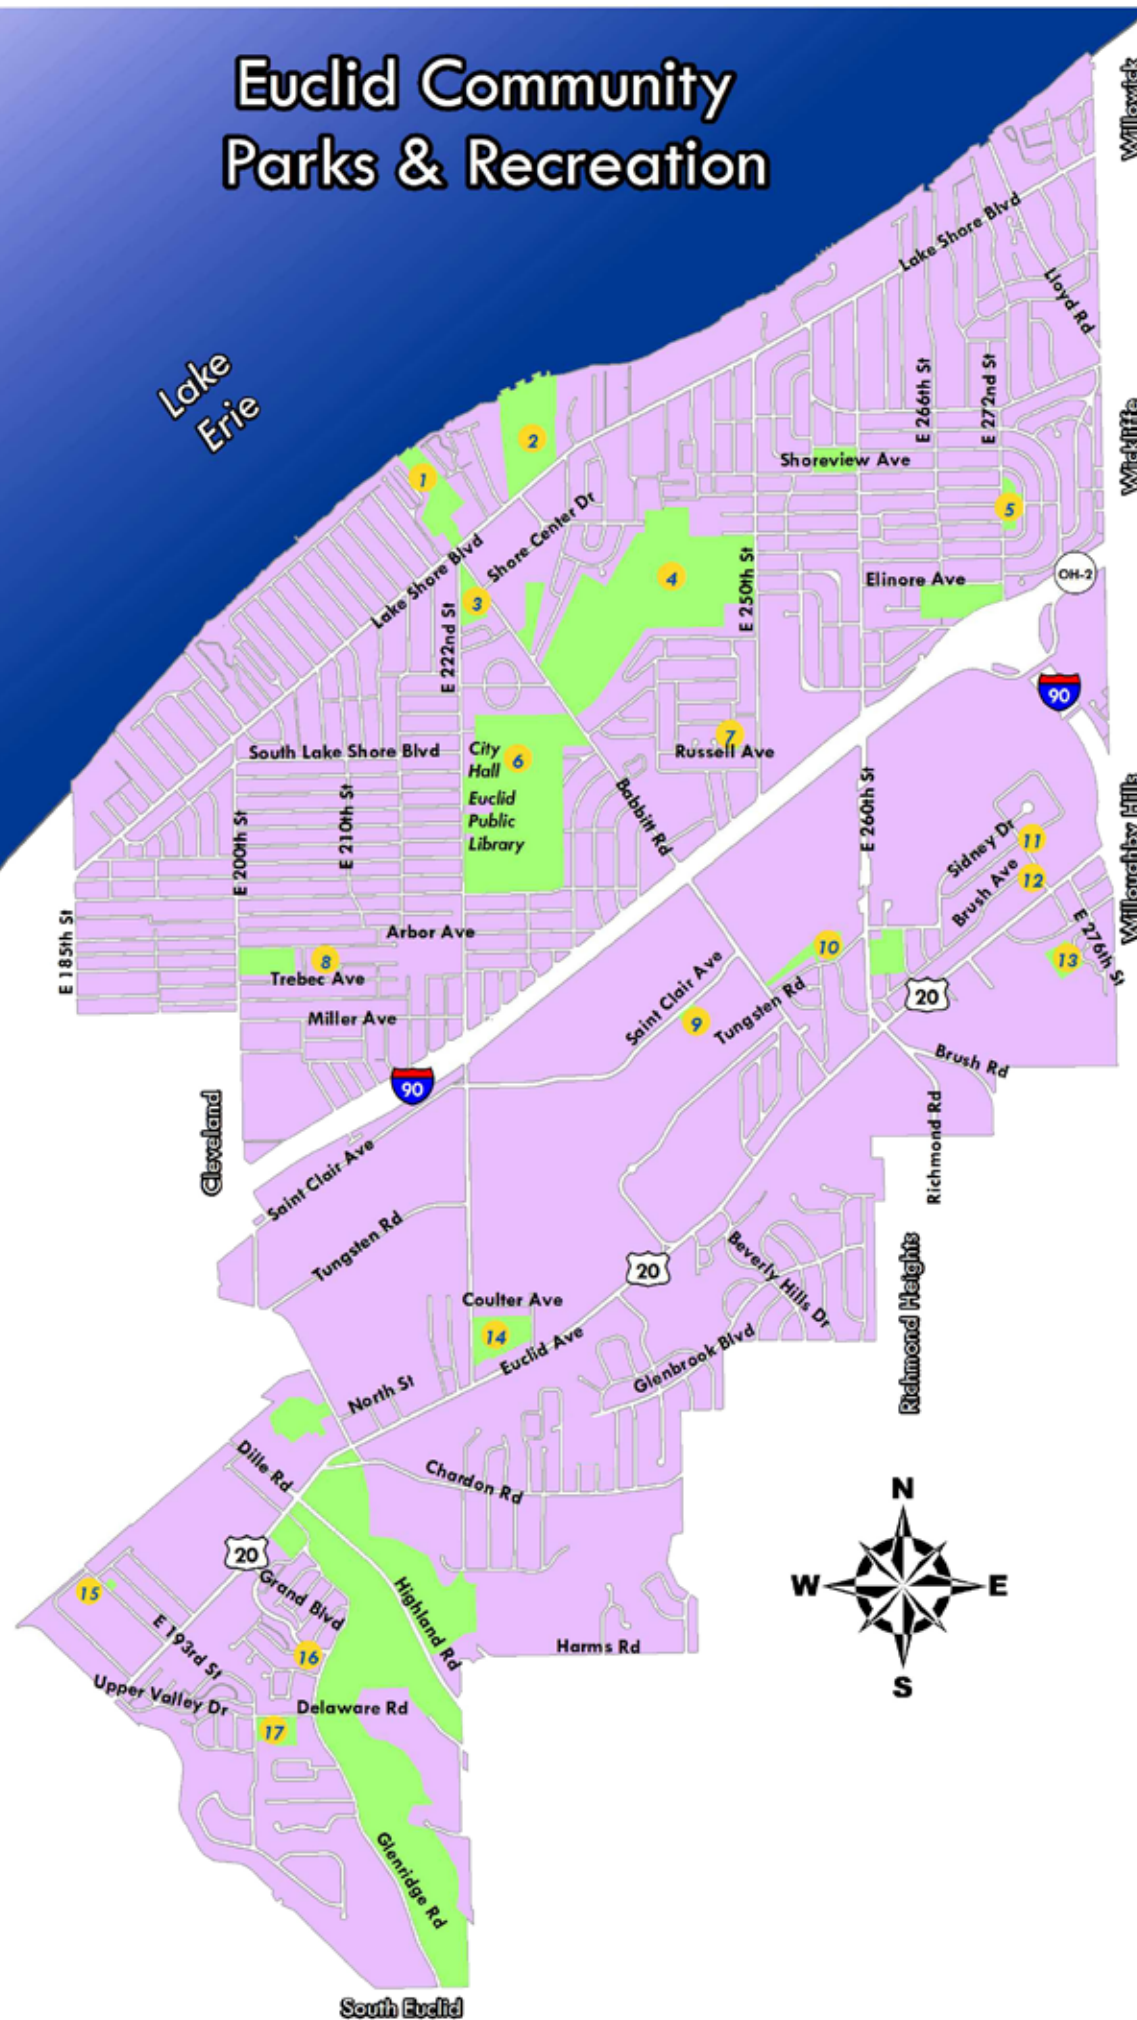 Euclid Community
Parks & Recreation
Willowick
Lake Shore Blvd
Lloyd Rd
Lake
Erie
E 266th St
E 272nd St
Wickliffe
2
Shoreview Ave
1
5
Shore Center Dr
Lake Shore Blvd
4
E 250th St
Elinore Ave
OH-2
3
E 222nd St
90
South Lake Shore Blvd
City
Hall
6
7
Russell Ave
Euclid
Public
Library
Babbitt Rd
E 260th St
E 200th St
E 210th St
Sidney Dr
11
Willoughby Hills
Brush Ave
12
E 185th St
Arbor Ave
E 276th St
8
Trebec Ave
10
13
Saint Clair Ave
20
Miller Ave
9
Tungsten Rd
Brush Rd
90
Richmond Rd
Cleveland
Saint Clair Ave
Tungsten Rd
20
Beverly Hills Dr
Richmond Heights
Coulter Ave
14
Euclid Ave
Glenbrook Blvd
North St
Dille Rd
Chardon Rd
N
W
E
S
20
15
Grand Blvd
Highland Rd
E 193rd St
16
Harms Rd
Upper Valley Dr
Delaware Rd
17
Glenridge Rd
South Euclid